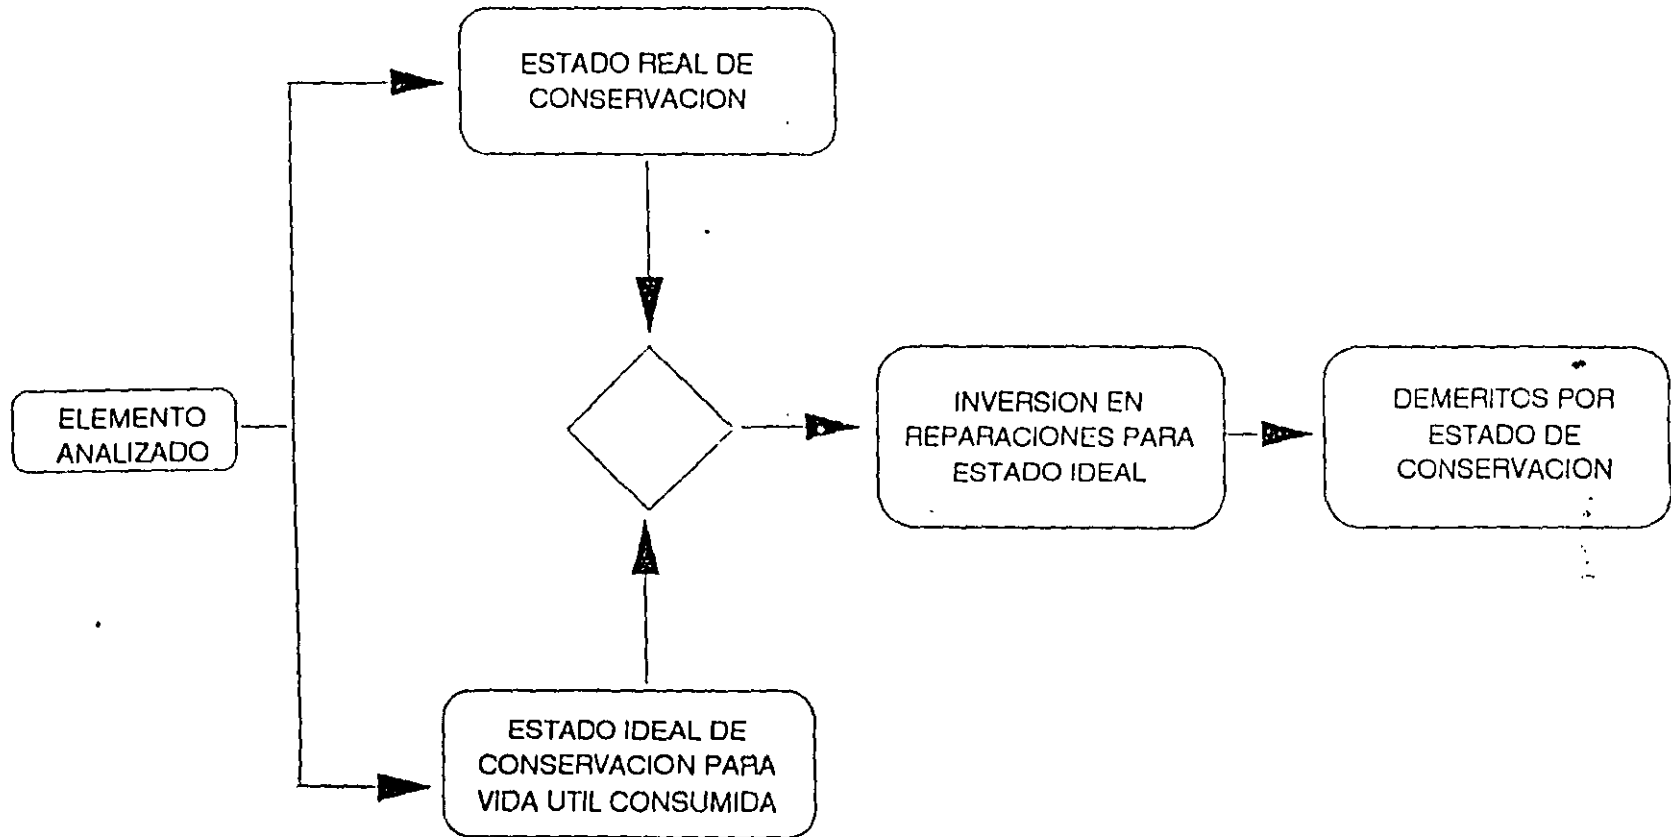 ESTADO REAL DE
CONSERVACION
ELEMENTO
ANALIZADO
INVERSION EN
REPARACIONES PARA
ESTADO IDEAL
DEMERITOS POR
ESTADO DE
CONSERVACION
ESTADO IDEAL DE
CONSERVACION PARA
VIDA UTIL CONSUMIDA